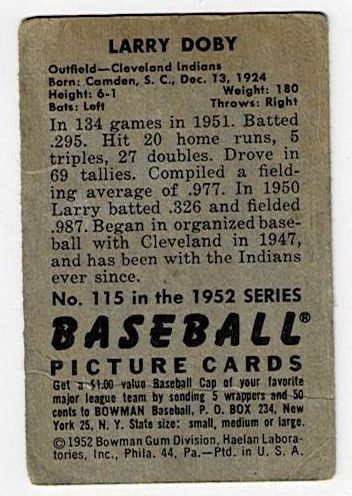 LARRY DOBY
Outfield—Cleveland Indians
Born: Camden, S. C., Dec. 13, 1924
Height: 6-1 Weight: 180
Bats: Left Throws: Right
In 134 games in 1951. Batted
.295. Hit 20 home runs, 5
triples, 27 doubles. Drove in
69 tallies. Compiled a field-
ing average of .977. In 1950
Larry batted .326 and fielded
.987. Began in organized base-
ball with Cleveland in 1947,
and has been with the Indians
ever since.
No. 115 in the 1952 SERIES
BASEBALL®
PICTURE CARDS
Get a $1.00 value Baseball Cap of your favorite
major league team by sending 5 wrappers and 50
cents to BOWMAN Baseball, P. O. BOX 234, New
York 25, N. Y. State size: small, medium or large.
©1952 Bowman Gum Division, Haelan Labora-
tories, Inc., Phila. 44, Pa.—Ptd. in U. S. A.